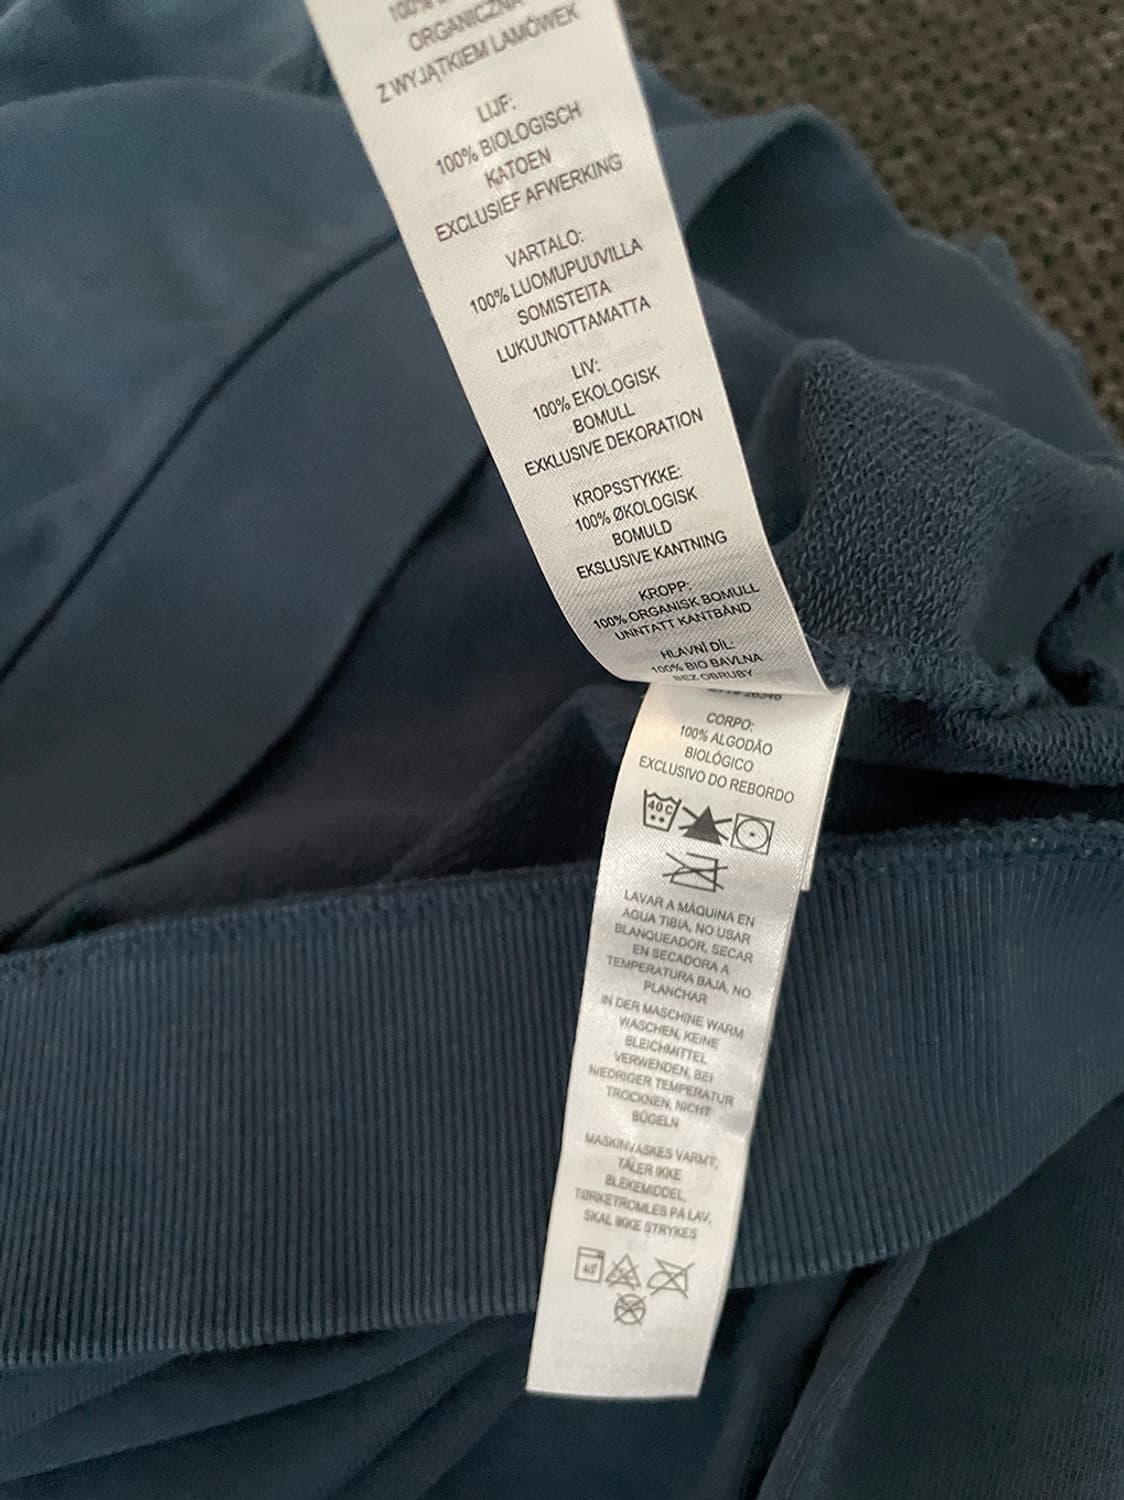 100%
ORGANICZNA
Z WYJĄTKIEM LAMÓWEK
LIJF:
100% BIOLOGISCH
KATOEN
EXCLUSIEF AFWERKING
VARTALO:
100% LUOMUPUUVILLA
SOMISTEITA
LUKUUNOTTAMATTA
LIV:
100% EKOLOGISK
BOMULL
EXKLUSIVE DEKORATION
KROPSSTYKKE:
100% ØKOLOGISK
BOMULD
EKSLUSIVE KANTNING
KROPP:
100% ORGANISK BOMULL
UNNTATT KANTBÅND
HLAVNÍ DÍL:
100% BIO BAVLNA
BEZ OBRUBY
CORPO:
100% ALGODÃO
BIOLÓGICO
EXCLUSIVO DO REBORDO
40 C
LAVAR A MÁQUINA EN
AGUA TIBIA, NO USAR
BLANQUEADOR, SECAR
EN SECADORA A
TEMPERATURA BAJA, NO
PLANCHAR
IN DER MASCHINE WARM
WASCHEN, KEINE
BLEICHMITTEL
VERWENDEN, BEI
NIEDRIGER TEMPERATUR
TROCKNEN, NICHT
BÜGELN
MASKINVASKES VARMT,
TÅLER IKKE
BLEKEMIDDEL,
TØRKETROMLES PÅ LAV,
SKAL IKKE STRYKES
40°